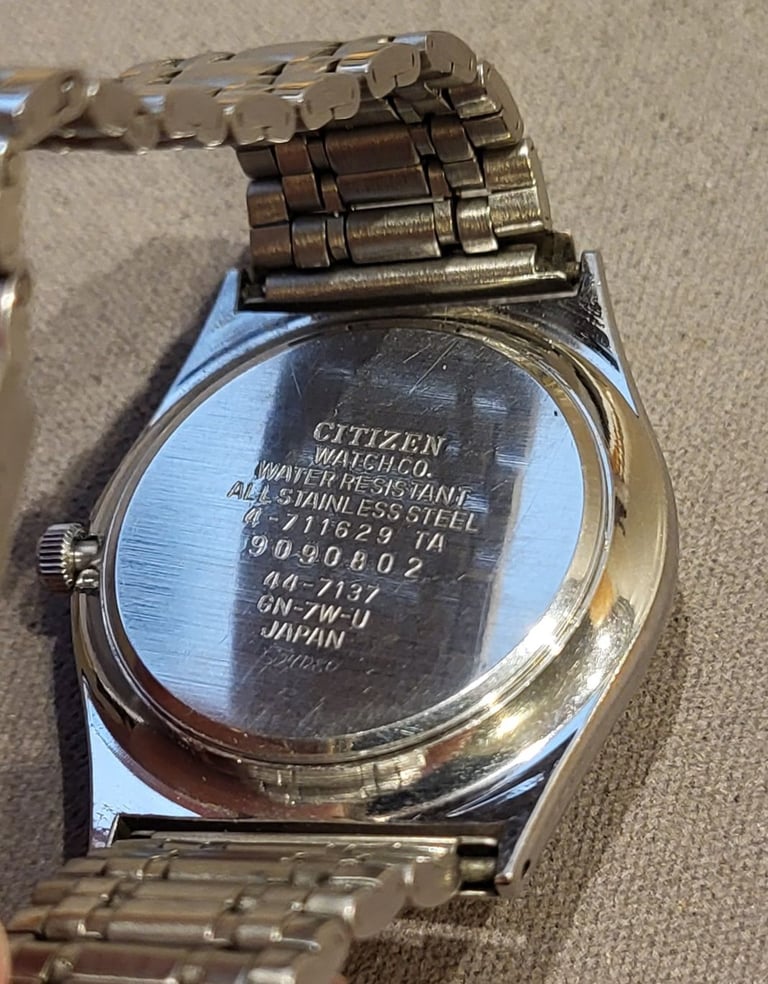 CITIZEN
WATCH CO.
WATER RESISTANT
ALL STAINLESS STEEL
4-711629 TA
9090802
44-7137
GN-7W-U
JAPAN